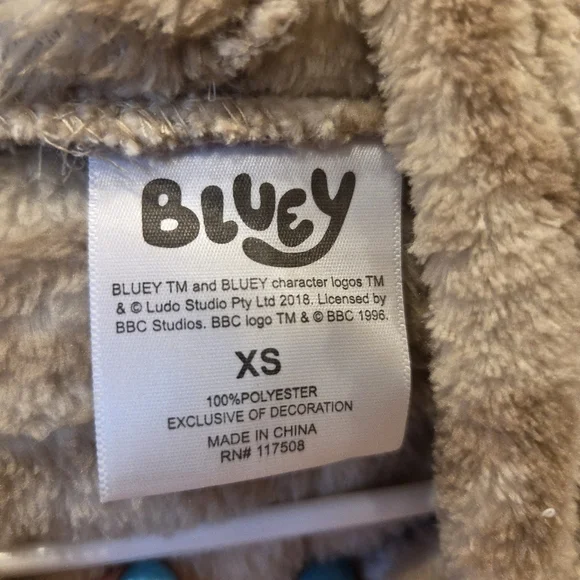 BLUEY
BLUEY TM and BLUEY character logos TM
& © Ludo Studio Pty Ltd 2018. Licensed by
BBC Studios. BBC logo TM & © BBC 1996.
XS
100%POLYESTER
EXCLUSIVE OF DECORATION
MADE IN CHINA
RN# 117508